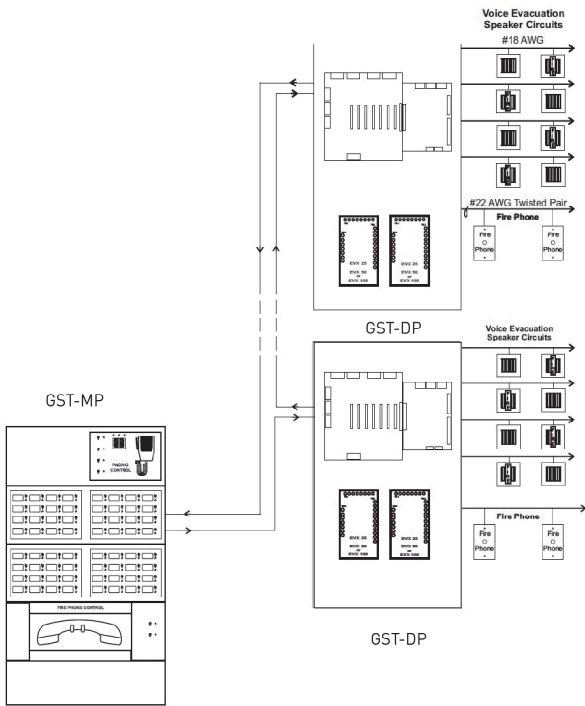 Voice Evacuation
Speaker Circuits
#18 AWG
#22 AWG Twisted Pair
Fire Phone
Fire
Phone
Fire
Phone
EVX 25
EVX 50
or
EVX 100
EVX 25
EVX 50
or
EVX 100
GST-DP
Voice Evacuation
Speaker Circuits
GST-MP
PAGING
CONTROL
EVX 25
EVX 50
or
EVX 100
EVX 25
EVX 50
or
EVX 100
Fire Phone
Fire
Phone
Fire
Phone
FIRE PHONE CONTROL
GST-DP